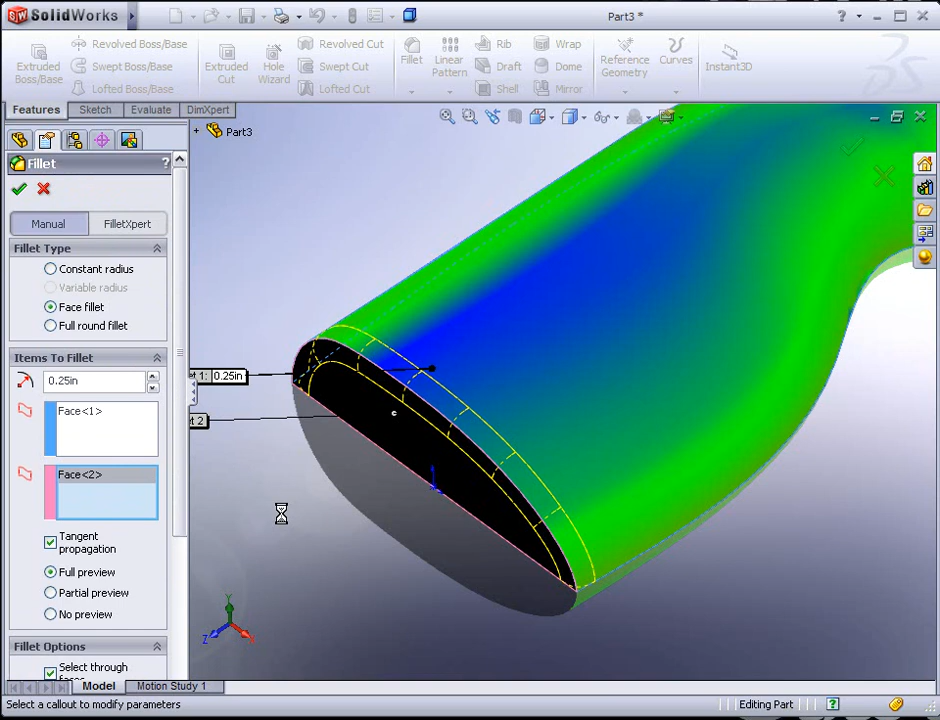 SolidWorks
Part3 *
Extruded Boss/Base
Revolved Boss/Base
Swept Boss/Base
Lofted Boss/Base
Extruded Cut
Hole Wizard
Revolved Cut
Swept Cut
Lofted Cut
Fillet
Linear Pattern
Rib
Draft
Shell
Wrap
Dome
Mirror
Reference Geometry
Curves
Instant3D
Features
Sketch
Evaluate
DimXpert
Part3
Fillet
?
Manual
FilletXpert
Fillet Type
Constant radius
Variable radius
Face fillet
Full round fillet
Items To Fillet
0.25in
Face<1>
Face<2>
Tangent
propagation
Full preview
Partial preview
No preview
Fillet Options
Select through
1: 0.25in
2
Y
Z
Model
Motion Study 1
Select a callout to modify parameters
Editing Part
?